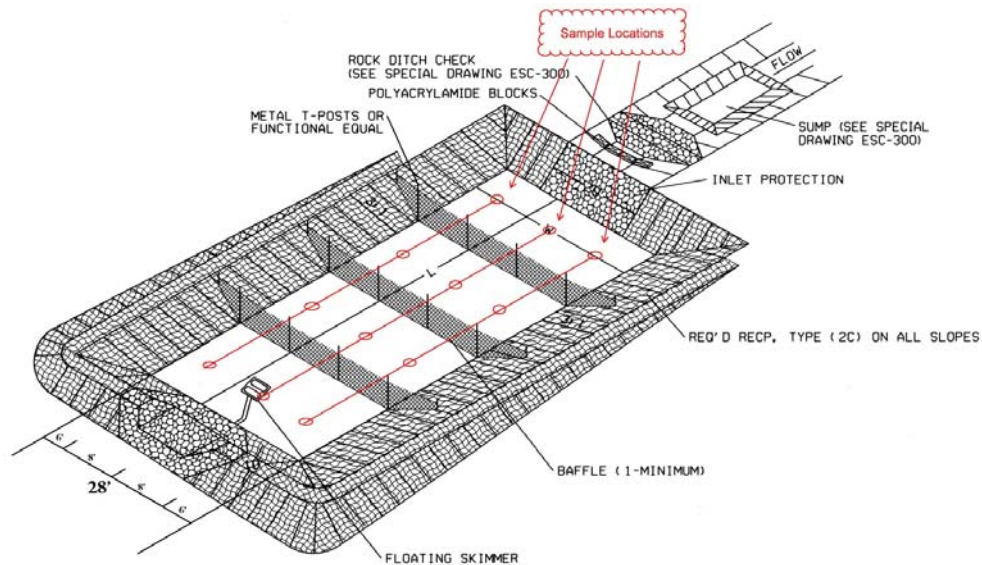 Sample Locations
ROCK DITCH CHECK
(SEE SPECIAL DRAWING ESC-300)
POLYACRYLAMIDE BLOCKS
FLOW
METAL T-POSTS OR
FUNCTIONAL EQUAL
SUMP (SEE SPECIAL
DRAWING ESC-300)
INLET PROTECTION
W
L
REQ'D RECP, TYPE (2C) ON ALL SLOPES
BAFFLE (1-MINIMUM)
6'
8'
28'
8'
6'
FLOATING SKIMMER